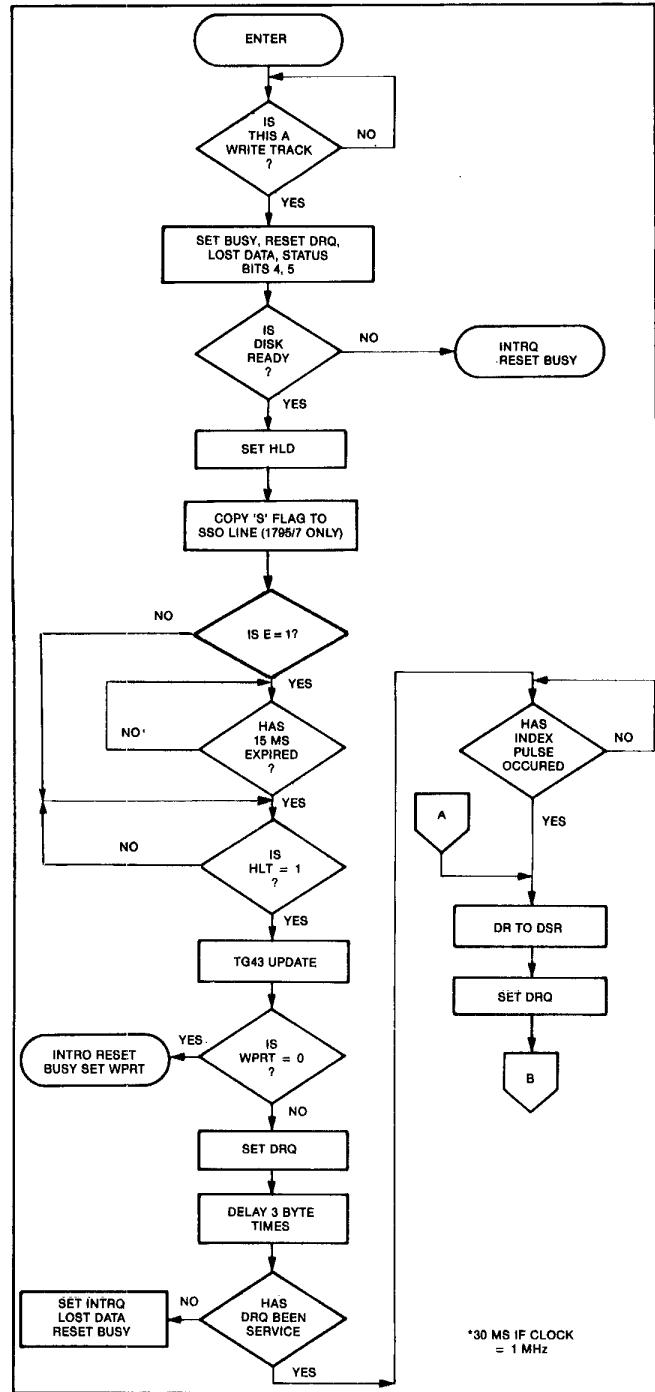 ENTER
IS
THIS A
WRITE TRACK
?
NO
YES
SET BUSY, RESET DRQ,
LOST DATA, STATUS
BITS 4, 5
IS
DISK
READY
?
NO
INTRQ
RESET BUSY
YES
SET HLD
COPY 'S' FLAG TO
SSO LINE (1795/7 ONLY)
NO
IS E = 1?
YES
HAS
15 MS
EXPIRED
?
NO*
YES
IS
HLT = 1
?
NO
YES
TG43 UPDATE
IS
WPRT = 0
?
YES
INTRO RESET
BUSY SET WPRT
NO
SET DRQ
DELAY 3 BYTE
TIMES
HAS
DRQ BEEN
SERVICE
NO
SET INTRQ
LOST DATA
RESET BUSY
YES
HAS
INDEX
PULSE
OCCURED
NO
YES
A
DR TO DSR
SET DRQ
B
*30 MS IF CLOCK
= 1 MHz